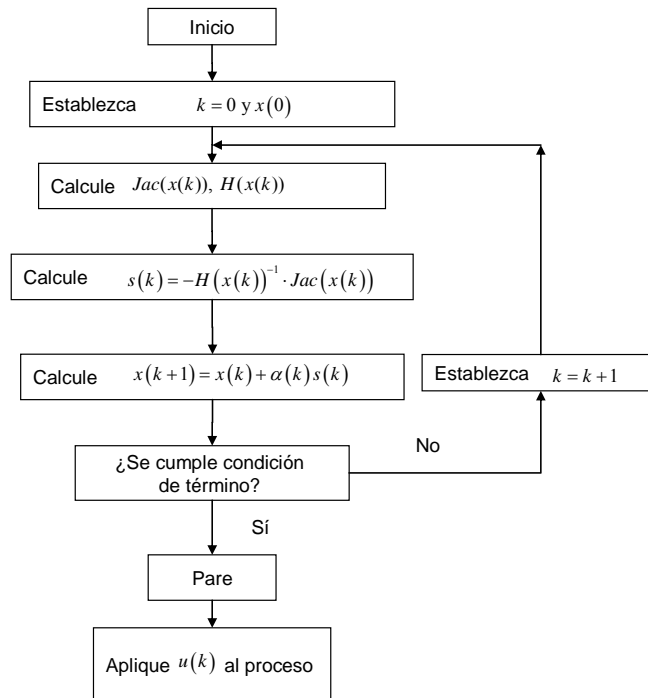 Inicio
Establezca k = 0 y x(0)
Calcule Jac(x(k)), H(x(k))
Calcule s(k) = −H(x(k))⁻¹ · Jac(x(k))
Calcule x(k+1) = x(k) + α(k) s(k)
Establezca k = k+1
¿Se cumple condición
de término?
No
Sí
Pare
Aplique u(k) al proceso